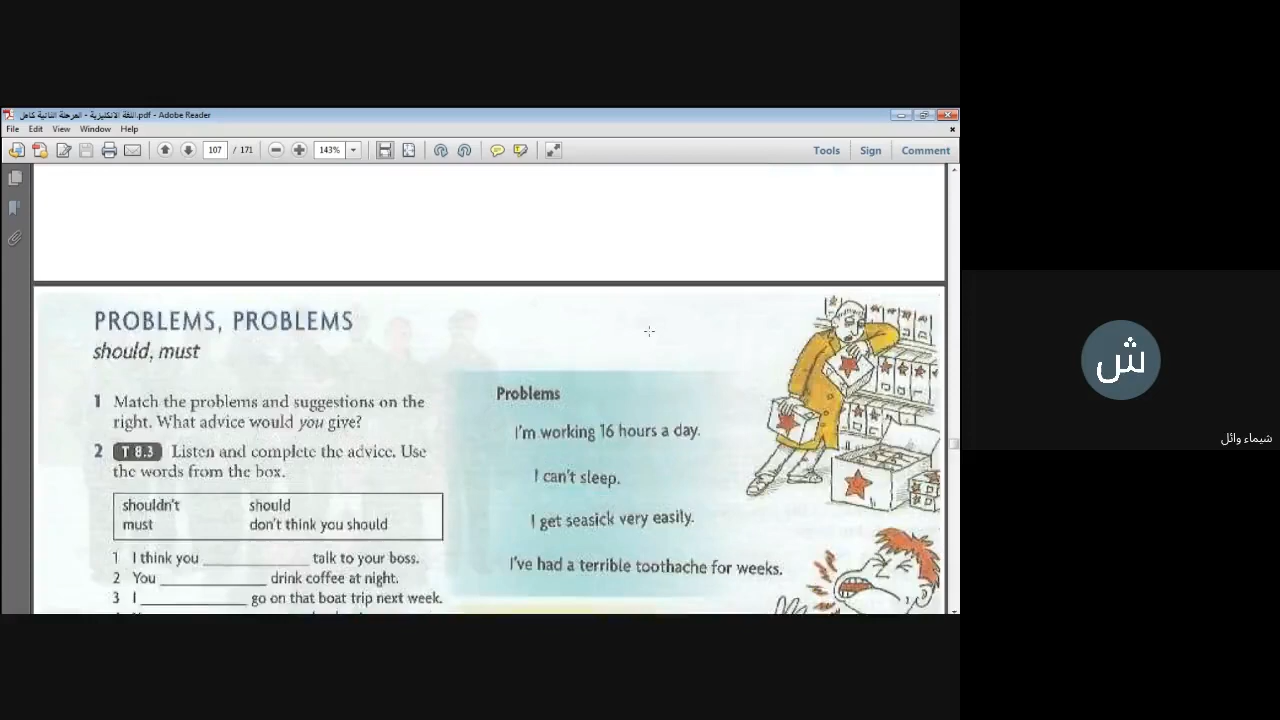 اللغة الانكليزية - المرحلة الثانية كامل.pdf - Adobe Reader
File Edit View Window Help
107 / 171 143% Tools Sign Comment
PROBLEMS, PROBLEMS
should, must
1 Match the problems and suggestions on the
right. What advice would you give?
2 T 8.3 Listen and complete the advice. Use
the words from the box.
shouldn't should
must don't think you should
1 I think you ____________ talk to your boss.
2 You ____________ drink coffee at night.
3 I ____________ go on that boat trip next week.
Problems
I'm working 16 hours a day.
I can't sleep.
I get seasick very easily.
I've had a terrible toothache for weeks.
ش
شيماء وائل